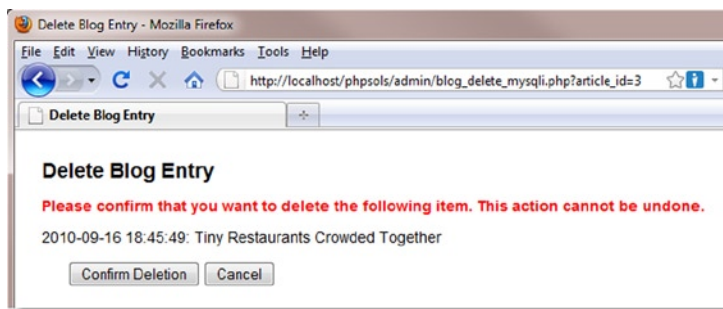 Delete Blog Entry - Mozilla Firefox
File Edit View History Bookmarks Tools Help
http://localhost/phpsols/admin/blog_delete_mysqli.php?article_id=3
Delete Blog Entry
Delete Blog Entry
Please confirm that you want to delete the following item. This action cannot be undone.
2010-09-16 18:45:49: Tiny Restaurants Crowded Together
Confirm Deletion Cancel